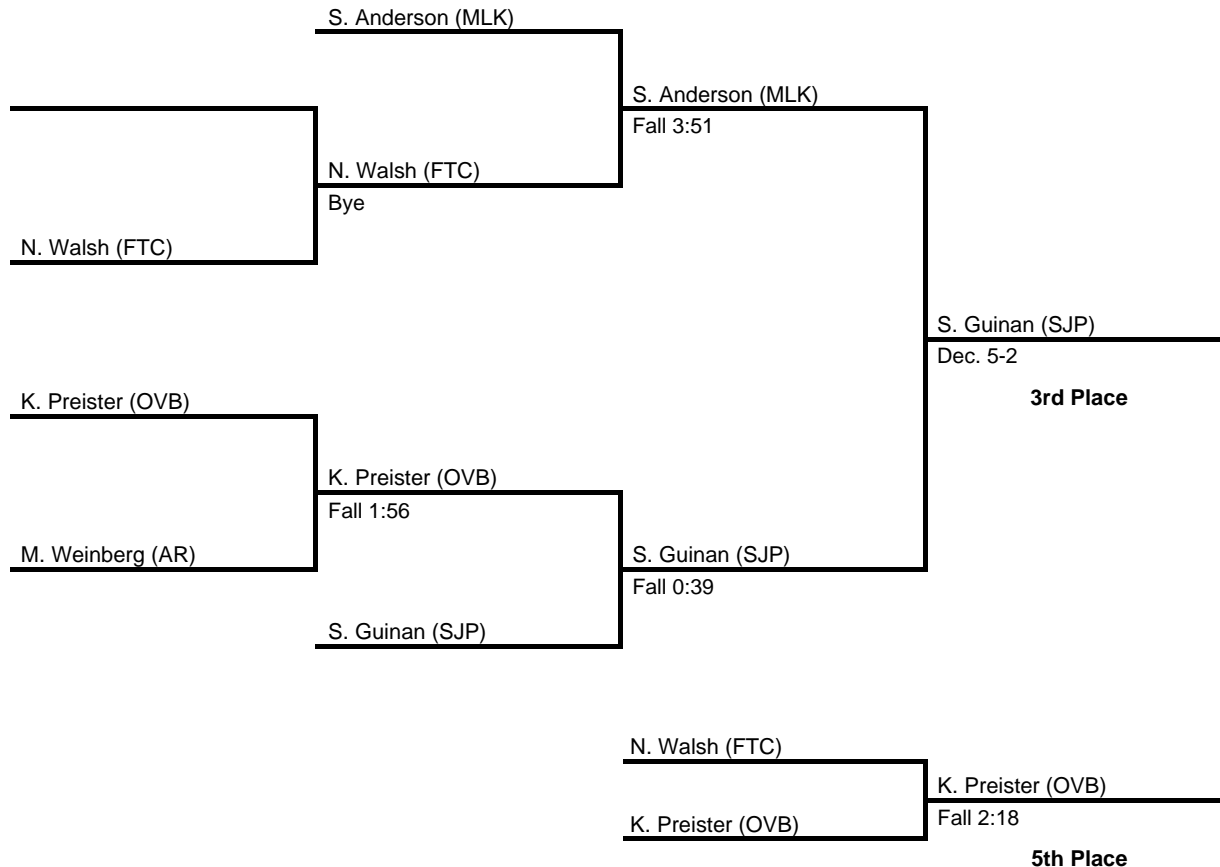 S. Anderson (MLK)
S. Anderson (MLK)
Fall 3:51
N. Walsh (FTC)
Bye
N. Walsh (FTC)
S. Guinan (SJP)
Dec. 5-2
3rd Place
K. Preister (OVB)
K. Preister (OVB)
Fall 1:56
M. Weinberg (AR)
S. Guinan (SJP)
Fall 0:39
S. Guinan (SJP)
N. Walsh (FTC)
K. Preister (OVB)
Fall 2:18
K. Preister (OVB)
5th Place